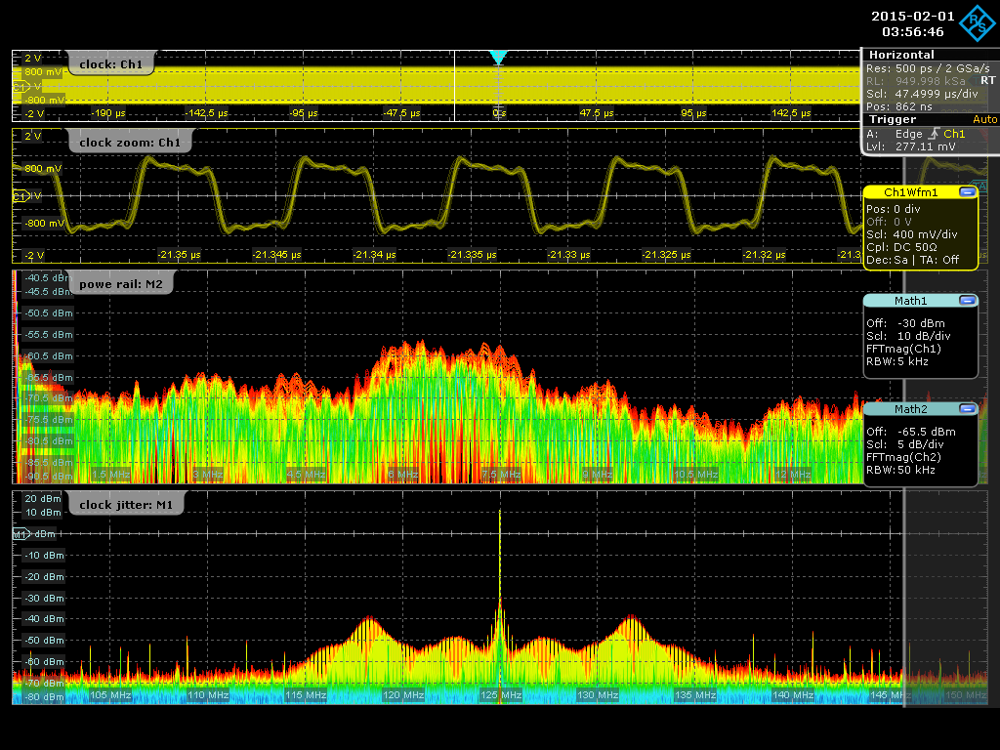 2015-02-01
03:56:46
R&S
Horizontal
Res: 500 ps / 2 GSa/s
RL: 949.998 kSa RT
Scl: 47.4999 µs/div
Pos: 862 ns
Trigger Auto
A: Edge Ch1
Lvl: 277.11 mV
clock: Ch1
2 V
800 mV
-800 mV
-2 V
-190 µs -142.5 µs -95 µs -47.5 µs 0 s 47.5 µs 95 µs 142.5 µs
clock zoom: Ch1
2 V
800 mV
-800 mV
-2 V
-21.35 µs -21.345 µs -21.34 µs -21.335 µs -21.33 µs -21.325 µs -21.32 µs
Ch1Wfm1
Pos: 0 div
Off: 0 V
Scl: 400 mV/div
Cpl: DC 50Ω
Dec: Sa | TA: Off
powe rail: M2
-40.5 dBm
-45.5 dBm
-50.5 dBm
-55.5 dBm
-60.5 dBm
-65.5 dBm
-70.5 dBm
-75.5 dBm
-80.5 dBm
-85.5 dBm
-90.5 dBm
1.5 MHz 3 MHz 4.5 MHz 6 MHz 7.5 MHz 9 MHz 10.5 MHz 12 MHz
Math1
Off: -30 dBm
Scl: 10 dB/div
FFTmag(Ch1)
RBW: 5 kHz
Math2
Off: -65.5 dBm
Scl: 5 dB/div
FFTmag(Ch2)
RBW: 50 kHz
clock jitter: M1
20 dBm
10 dBm
M1 dBm
-10 dBm
-20 dBm
-30 dBm
-40 dBm
-50 dBm
-60 dBm
-70 dBm
-80 dBm
105 MHz 110 MHz 115 MHz 120 MHz 125 MHz 130 MHz 135 MHz 140 MHz 145 MHz 150 MHz